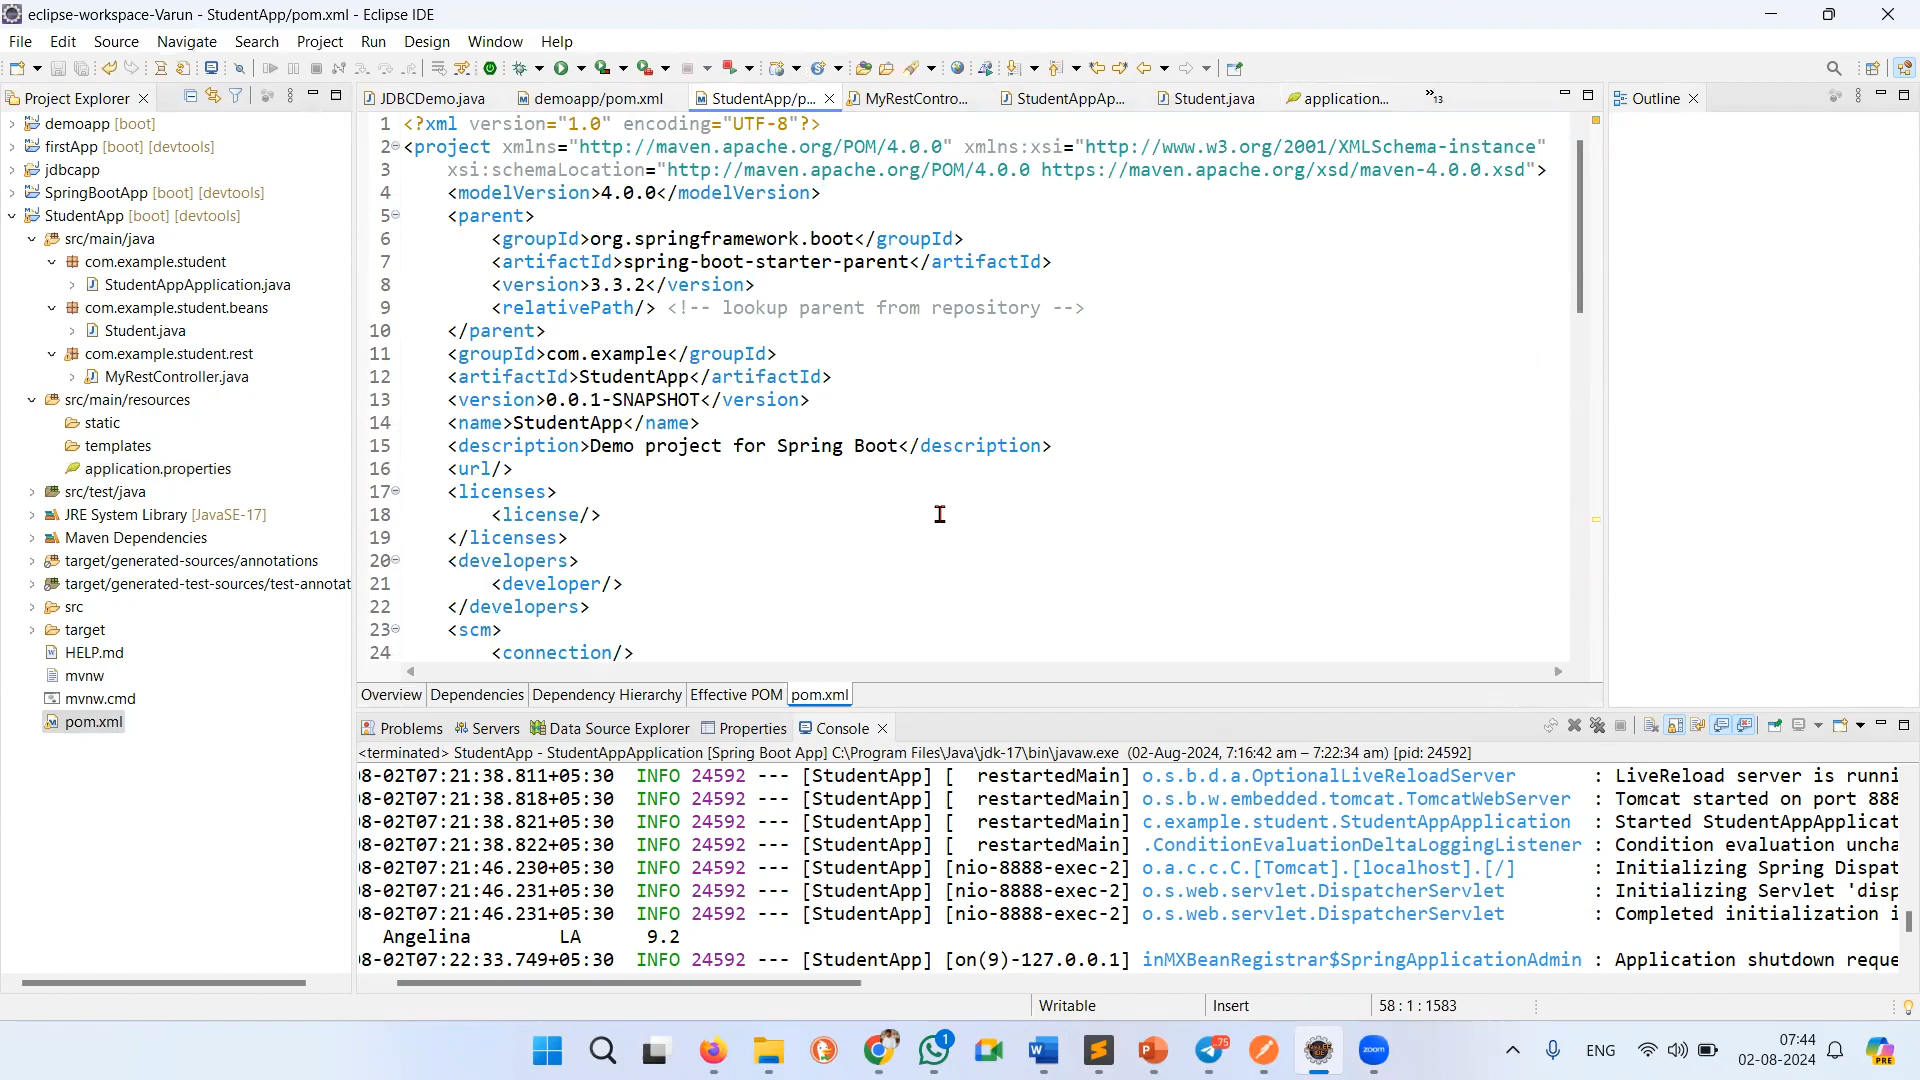 eclipse-workspace-Varun - StudentApp/pom.xml - Eclipse IDE
File Edit Source Navigate Search Project Run Design Window Help
Project Explorer
JDBCDemo.java demoapp/pom.xml StudentApp/p... MyRestContro... StudentAppAp... Student.java application... »13
Outline
demoapp [boot]
firstApp [boot] [devtools]
jdbcapp
SpringBootApp [boot] [devtools]
StudentApp [boot] [devtools]
src/main/java
com.example.student
StudentAppApplication.java
com.example.student.beans
Student.java
com.example.student.rest
MyRestController.java
src/main/resources
static
templates
application.properties
src/test/java
JRE System Library [JavaSE-17]
Maven Dependencies
target/generated-sources/annotations
target/generated-test-sources/test-annotat
src
target
HELP.md
mvnw
mvnw.cmd
pom.xml
1 <?xml version="1.0" encoding="UTF-8"?>
2 <project xmlns="http://maven.apache.org/POM/4.0.0" xmlns:xsi="http://www.w3.org/2001/XMLSchema-instance"
3 xsi:schemaLocation="http://maven.apache.org/POM/4.0.0 https://maven.apache.org/xsd/maven-4.0.0.xsd">
4 <modelVersion>4.0.0</modelVersion>
5 <parent>
6 <groupId>org.springframework.boot</groupId>
7 <artifactId>spring-boot-starter-parent</artifactId>
8 <version>3.3.2</version>
9 <relativePath/> <!-- lookup parent from repository -->
10 </parent>
11 <groupId>com.example</groupId>
12 <artifactId>StudentApp</artifactId>
13 <version>0.0.1-SNAPSHOT</version>
14 <name>StudentApp</name>
15 <description>Demo project for Spring Boot</description>
16 <url/>
17 <licenses>
18 <license/>
19 </licenses>
20 <developers>
21 <developer/>
22 </developers>
23 <scm>
24 <connection/>
Overview Dependencies Dependency Hierarchy Effective POM pom.xml
Problems Servers Data Source Explorer Properties Console
<terminated> StudentApp - StudentAppApplication [Spring Boot App] C:\Program Files\Java\jdk-17\bin\javaw.exe (02-Aug-2024, 7:16:42 am – 7:22:34 am) [pid: 24592]
8-02T07:21:38.811+05:30 INFO 24592 --- [StudentApp] [ restartedMain] o.s.b.d.a.OptionalLiveReloadServer : LiveReload server is runni
8-02T07:21:38.818+05:30 INFO 24592 --- [StudentApp] [ restartedMain] o.s.b.w.embedded.tomcat.TomcatWebServer : Tomcat started on port 888
8-02T07:21:38.821+05:30 INFO 24592 --- [StudentApp] [ restartedMain] c.example.student.StudentAppApplication : Started StudentAppApplicat
8-02T07:21:38.822+05:30 INFO 24592 --- [StudentApp] [ restartedMain] .ConditionEvaluationDeltaLoggingListener : Condition evaluation uncha
8-02T07:21:46.230+05:30 INFO 24592 --- [StudentApp] [nio-8888-exec-2] o.a.c.c.C.[Tomcat].[localhost].[/] : Initializing Spring Dispat
8-02T07:21:46.231+05:30 INFO 24592 --- [StudentApp] [nio-8888-exec-2] o.s.web.servlet.DispatcherServlet : Initializing Servlet 'disp
8-02T07:21:46.231+05:30 INFO 24592 --- [StudentApp] [nio-8888-exec-2] o.s.web.servlet.DispatcherServlet : Completed initialization i
Angelina LA 9.2
8-02T07:22:33.749+05:30 INFO 24592 --- [StudentApp] [on(9)-127.0.0.1] inMXBeanRegistrar$SpringApplicationAdmin : Application shutdown reque
Writable Insert 58 : 1 : 1583
1 75 zoom ENG 07:44 PRE
02-08-2024